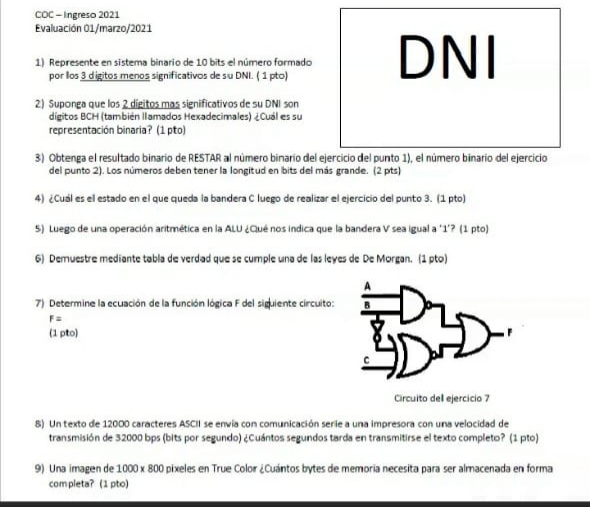 COC – Ingreso 2021
Evaluación 01/marzo/2021
DNI
1) Represente en sistema binario de 10 bits el número formado
por los 3 dígitos menos significativos de su DNI. ( 1 pto)
2) Suponga que los 2 dígitos mas significativos de su DNI son
dígitos BCH (también llamados Hexadecimales) ¿Cuál es su
representación binaria? (1 pto)
3) Obtenga el resultado binario de RESTAR al número binario del ejercicio del punto 1), el número binario del ejercicio
del punto 2). Los números deben tener la longitud en bits del más grande. (2 pts)
4) ¿Cuál es el estado en el que queda la bandera C luego de realizar el ejercicio del punto 3. (1 pto)
5) Luego de una operación aritmética en la ALU ¿Qué nos indica que la bandera V sea igual a '1'? (1 pto)
6) Demuestre mediante tabla de verdad que se cumple una de las leyes de De Morgan. (1 pto)
7) Determine la ecuación de la función lógica F del siguiente circuito:
F =
(1 pto)
A
B
C
F
Circuito del ejercicio 7
8) Un texto de 12000 caracteres ASCII se envía con comunicación serie a una impresora con una velocidad de
transmisión de 32000 bps (bits por segundo) ¿Cuántos segundos tarda en transmitirse el texto completo? (1 pto)
9) Una imagen de 1000 x 800 pixeles en True Color ¿Cuántos bytes de memoria necesita para ser almacenada en forma
completa? (1 pto)